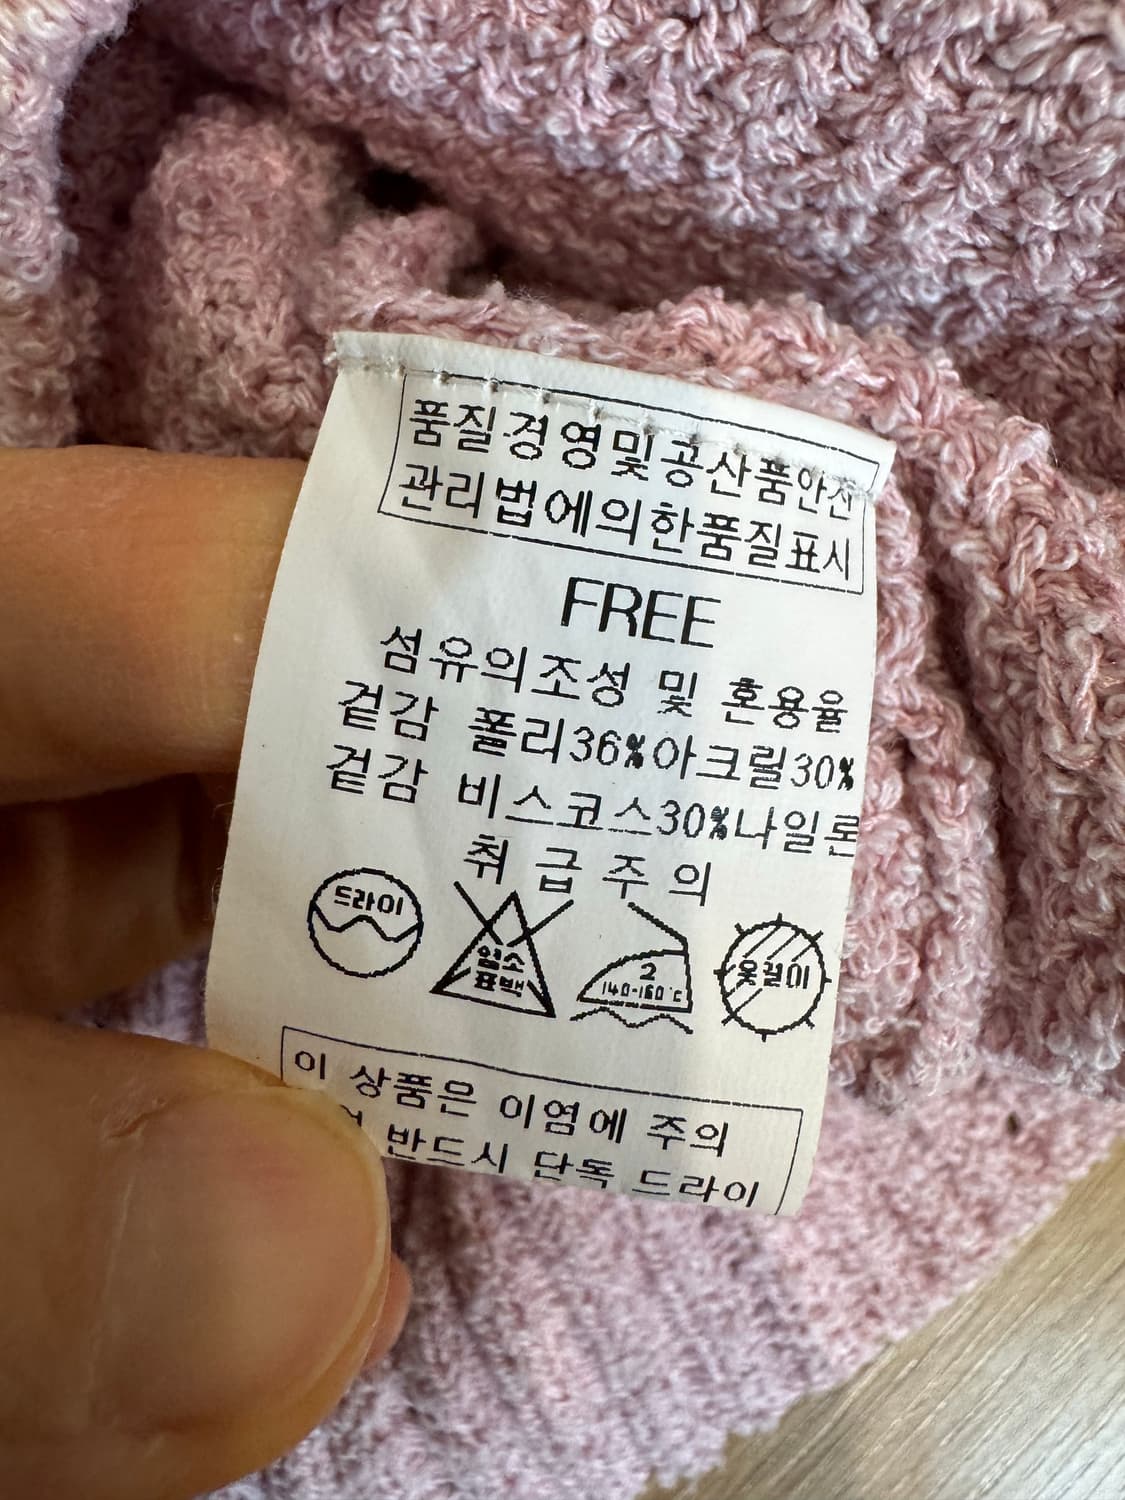 품질경영및공산품안전
관리법에의한품질표시
FREE
섬유의조성 및 혼용율
겉감 폴리36%아크릴30%
겉감 비스코스30%나일론
취급주의
드라이
염소
표백
2
140-160℃
옷걸이
이 상품은 이염에 주의
반드시 단독 드라이